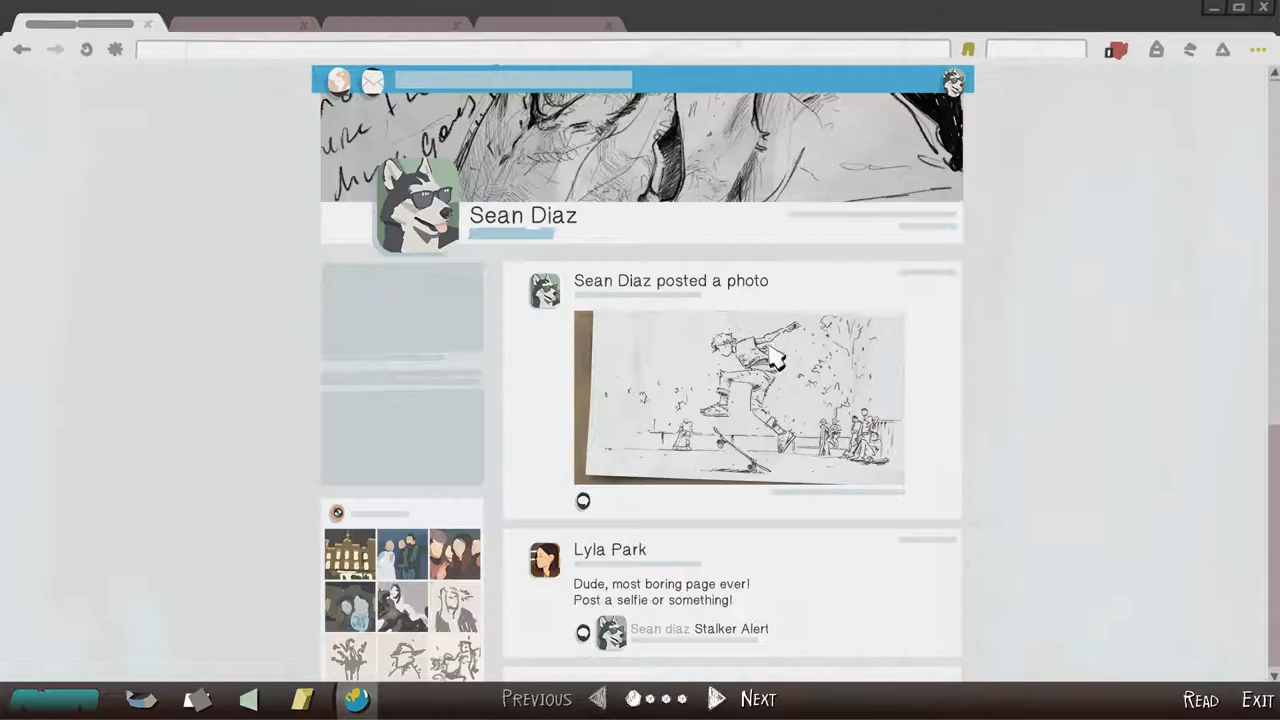 Sean Diaz
Sean Diaz posted a photo
Lyla Park
Dude, most boring page ever!
Post a selfie or something!
Sean diaz Stalker Alert
PREVIOUS
NEXT
READ
EXIT